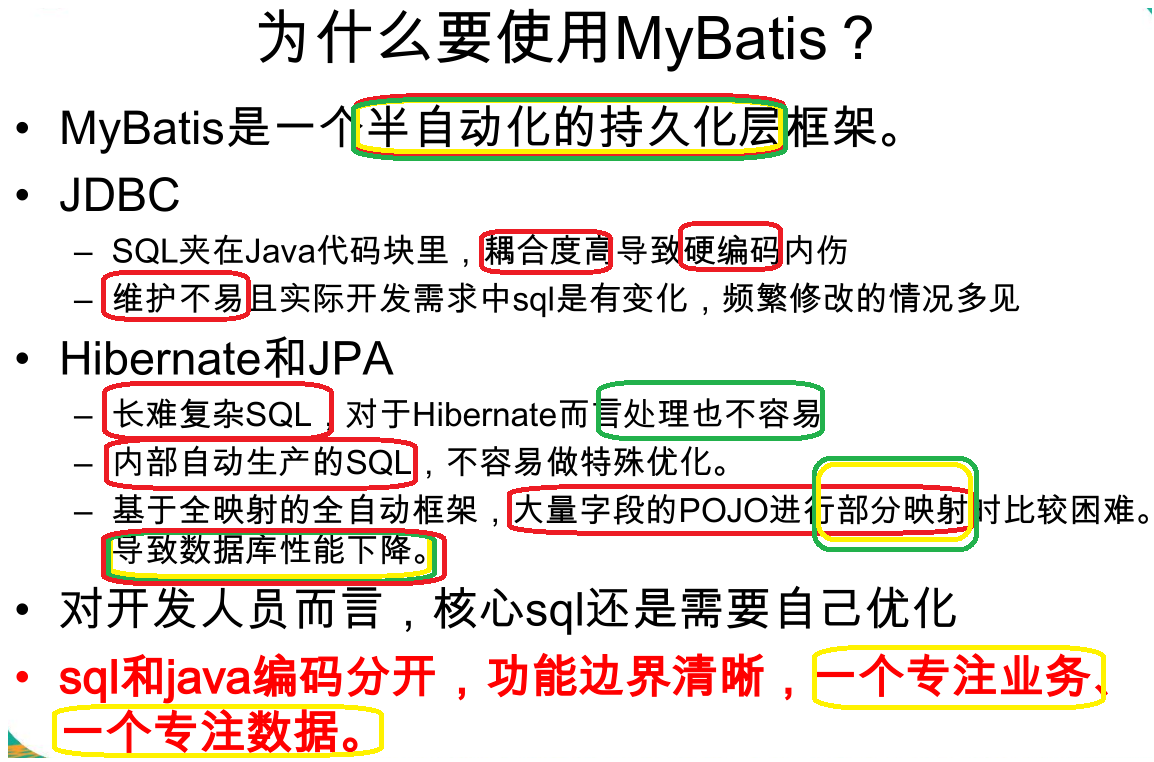 为什么要使用MyBatis？
• MyBatis是一个半自动化的持久化层框架。
• JDBC
– SQL夹在Java代码块里，耦合度高导致硬编码内伤
– 维护不易且实际开发需求中sql是有变化，频繁修改的情况多见
• Hibernate和JPA
– 长难复杂SQL，对于Hibernate而言处理也不容易
– 内部自动生产的SQL，不容易做特殊优化。
– 基于全映射的全自动框架，大量字段的POJO进行部分映射时比较困难。
导致数据库性能下降。
• 对开发人员而言，核心sql还是需要自己优化
• sql和java编码分开，功能边界清晰，一个专注业务、
一个专注数据。